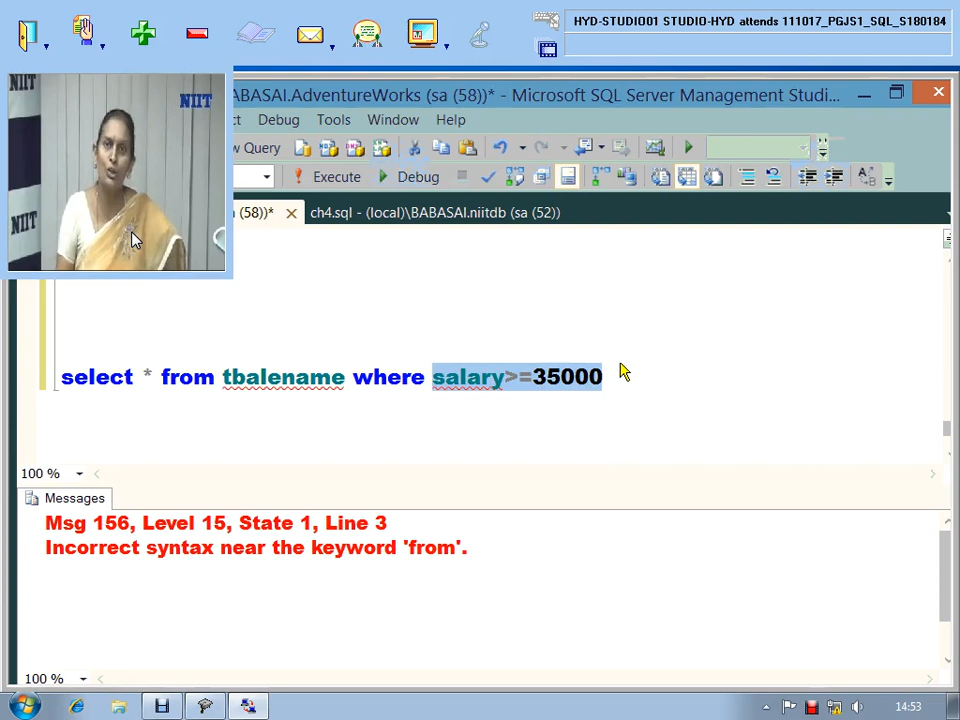 HYD-STUDIO01 STUDIO-HYD attends 111017_PGJS1_SQL_S180184
NIIT
NIIT
NIIT
ABASAI.AdventureWorks (sa (58))* - Microsoft SQL Server Management Studi...
ct Debug Tools Window Help
w Query
Execute Debug
a (58))* ch4.sql - (local)\BABASAI.niitdb (sa (52))
select * from tbalename where salary>=35000
100 %
Messages
Msg 156, Level 15, State 1, Line 3
Incorrect syntax near the keyword 'from'.
100 %
14:53